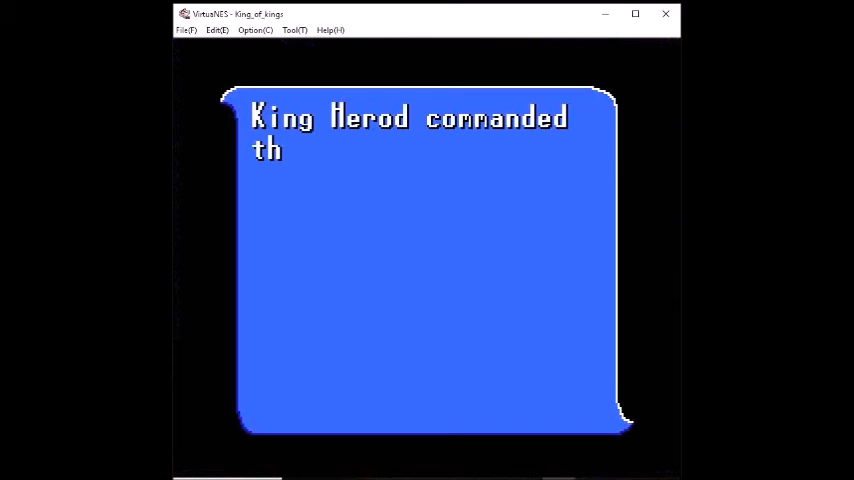 VirtuaNES - King_of_kings
File(F) Edit(E) Option(C) Tool(T) Help(H)
King Herod commanded
th